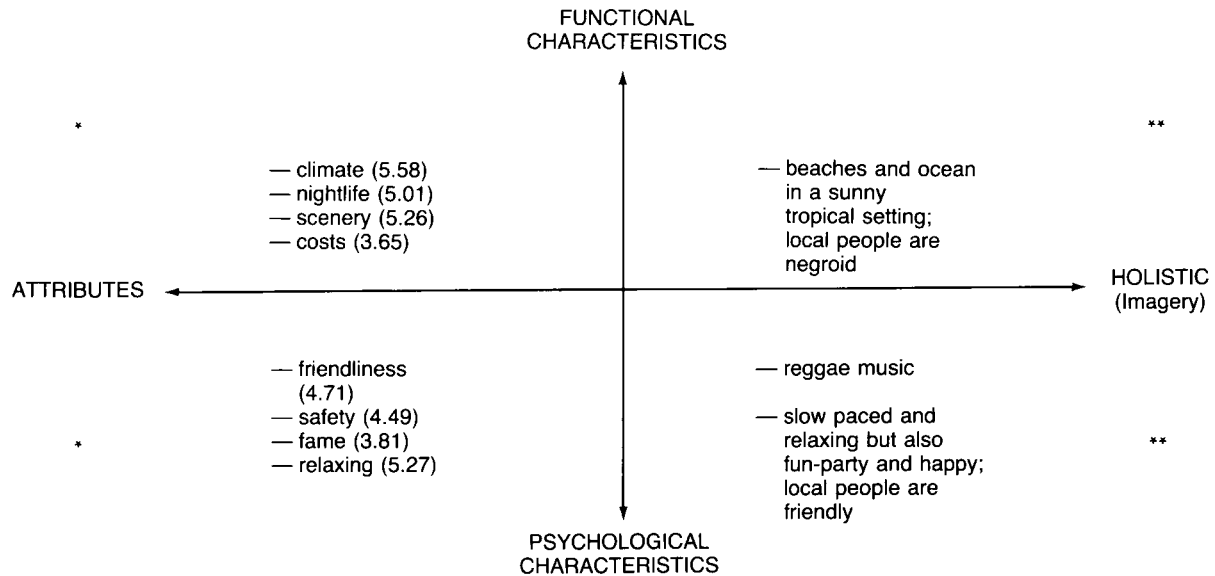 FUNCTIONAL
CHARACTERISTICS
*
**
— climate (5.58)
— nightlife (5.01)
— scenery (5.26)
— costs (3.65)
— beaches and ocean
in a sunny
tropical setting;
local people are
negroid
ATTRIBUTES
HOLISTIC
(Imagery)
— friendliness
(4.71)
— safety (4.49)
— fame (3.81)
— relaxing (5.27)
*
— reggae music
— slow paced and
relaxing but also
fun-party and happy;
local people are
friendly
**
PSYCHOLOGICAL
CHARACTERISTICS